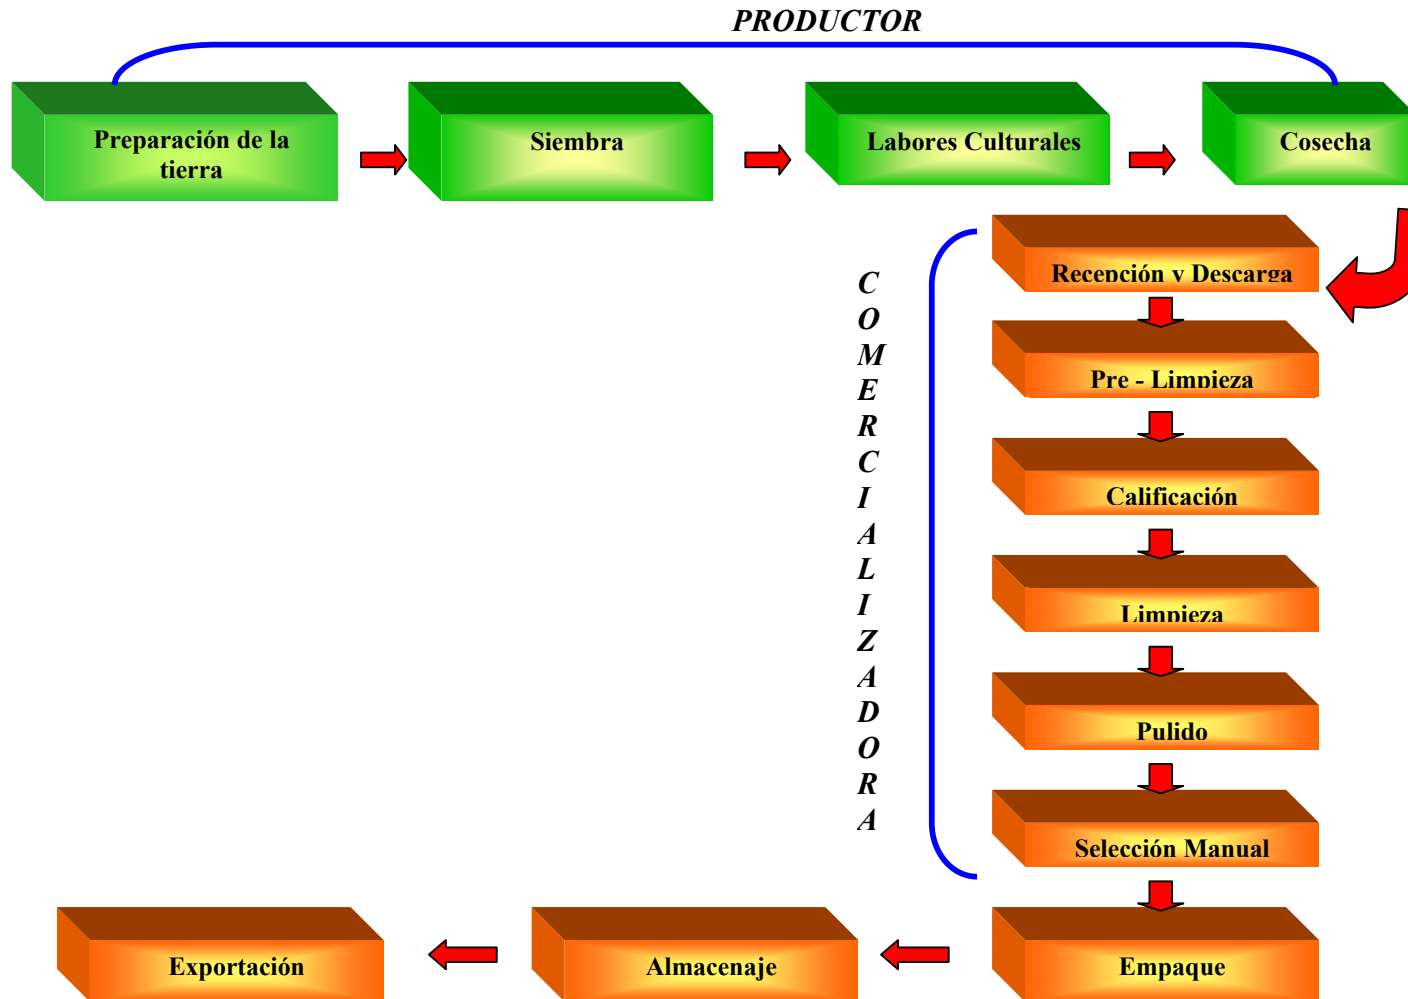 PRODUCTOR
Preparación de la
tierra
Siembra
Labores Culturales
Cosecha
C
O
M
E
R
C
I
A
L
I
Z
A
D
O
R
A
Recepción y Descarga
Pre - Limpieza
Calificación
Limpieza
Pulido
Selección Manual
Empaque
Almacenaje
Exportación